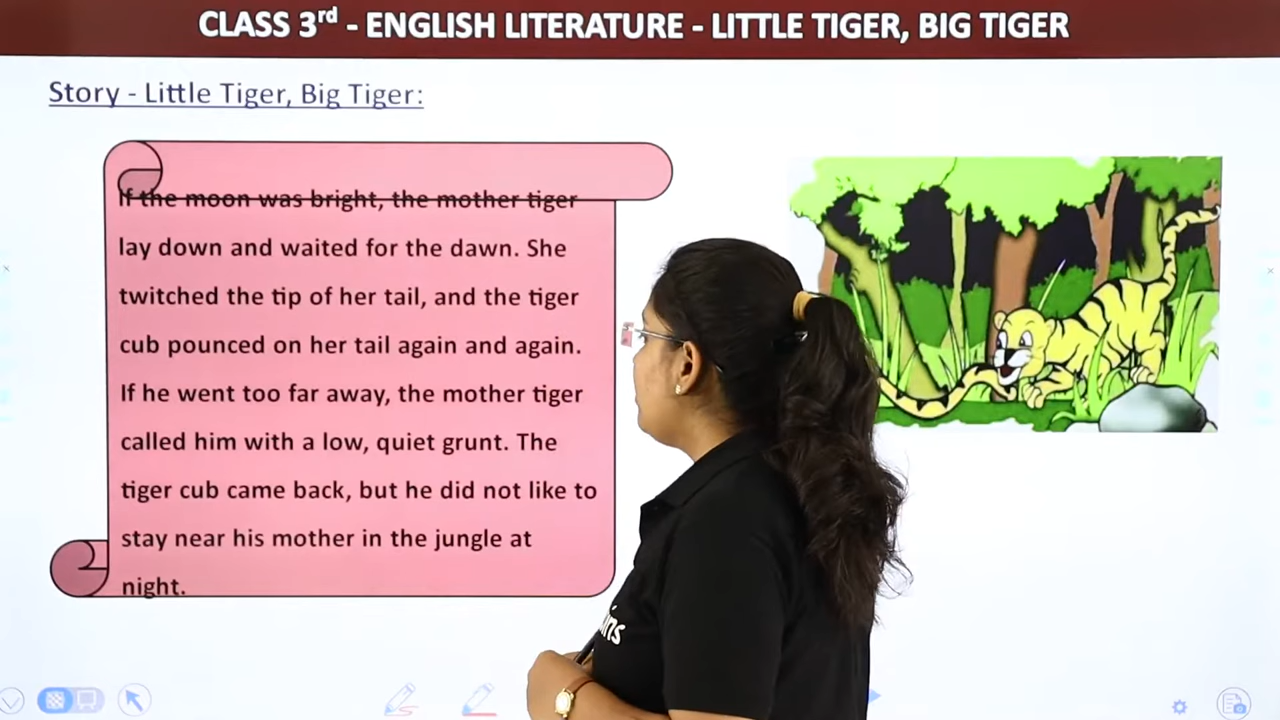 CLASS 3rd - ENGLISH LITERATURE - LITTLE TIGER, BIG TIGER
Story - Little Tiger, Big Tiger:
If the moon was bright, the mother tiger
lay down and waited for the dawn. She
twitched the tip of her tail, and the tiger
cub pounced on her tail again and again.
If he went too far away, the mother tiger
called him with a low, quiet grunt. The
tiger cub came back, but he did not like to
stay near his mother in the jungle at
night.